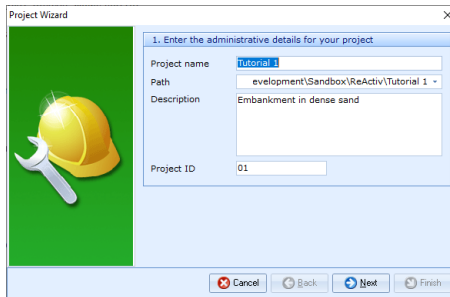 Project Wizard
1. Enter the administrative details for your project
Project name Tutorial 1
Path evelopment\Sandbox\ReActiv\Tutorial 1
Description Embankment in dense sand
Project ID 01
Cancel Back Next Finish